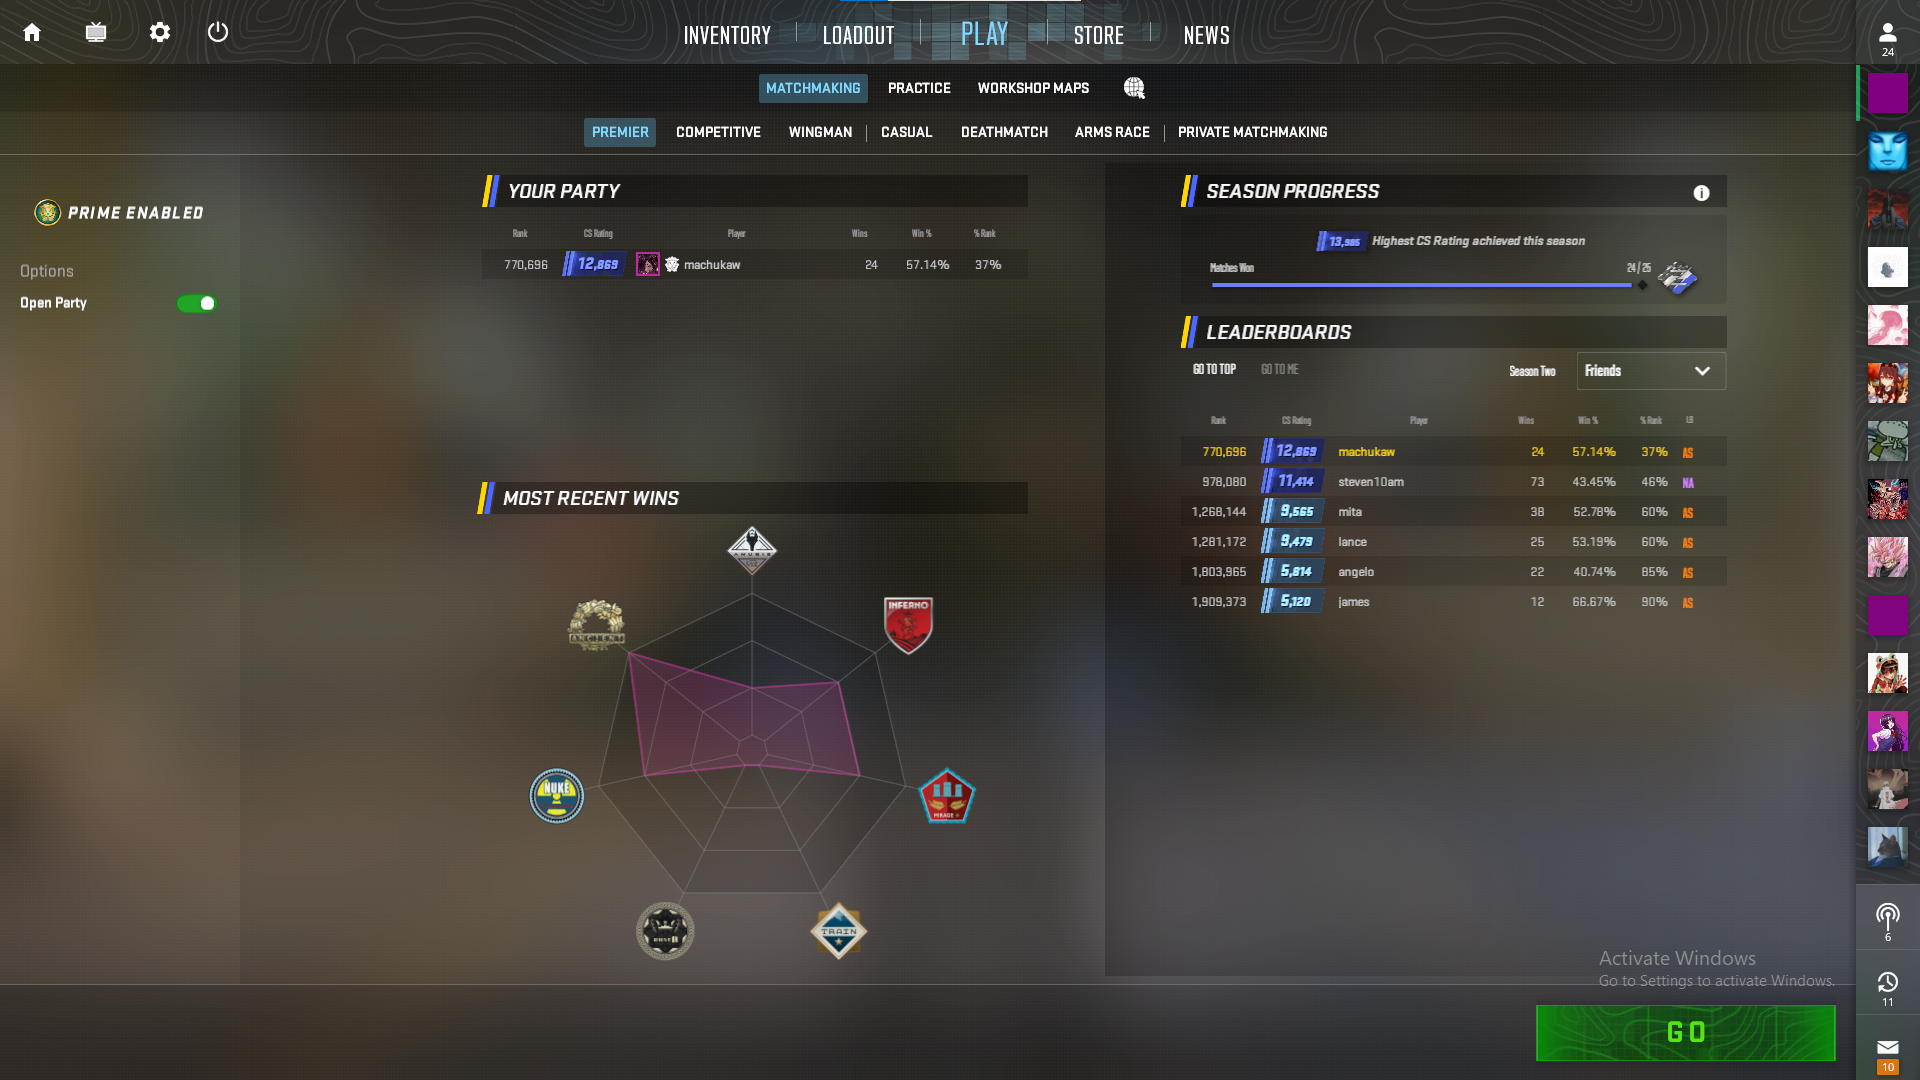 INVENTORY
LOADOUT
PLAY
STORE
NEWS
24
MATCHMAKING
PRACTICE
WORKSHOP MAPS
PREMIER
COMPETITIVE
WINGMAN
CASUAL
DEATHMATCH
ARMS RACE
PRIVATE MATCHMAKING
PRIME ENABLED
Options
Open Party
YOUR PARTY
Rank CS Rating Player Wins Win % % Rank
770,696 12,869 machukaw 24 57.14% 37%
SEASON PROGRESS
13,985 Highest CS Rating achieved this season
Matches Won 24 / 25
LEADERBOARDS
GO TO TOP GO TO ME Season Two Friends
Rank CS Rating Player Wins Win % % Rank LB
770,696 12,869 machukaw 24 57.14% 37% AS
978,080 11,414 steven10am 73 43.45% 46% NA
1,268,144 9,565 mita 38 52.78% 60% AS
1,281,172 9,479 lance 25 53.19% 60% AS
1,803,965 5,814 angelo 22 40.74% 85% AS
1,909,373 5,120 james 12 66.67% 90% AS
MOST RECENT WINS
ANUBIS
ANCIENT
INFERNO
NUKE
MIRAGE
DUST II
TRAIN
Activate Windows
Go to Settings to activate Windows.
GO
6
11
10